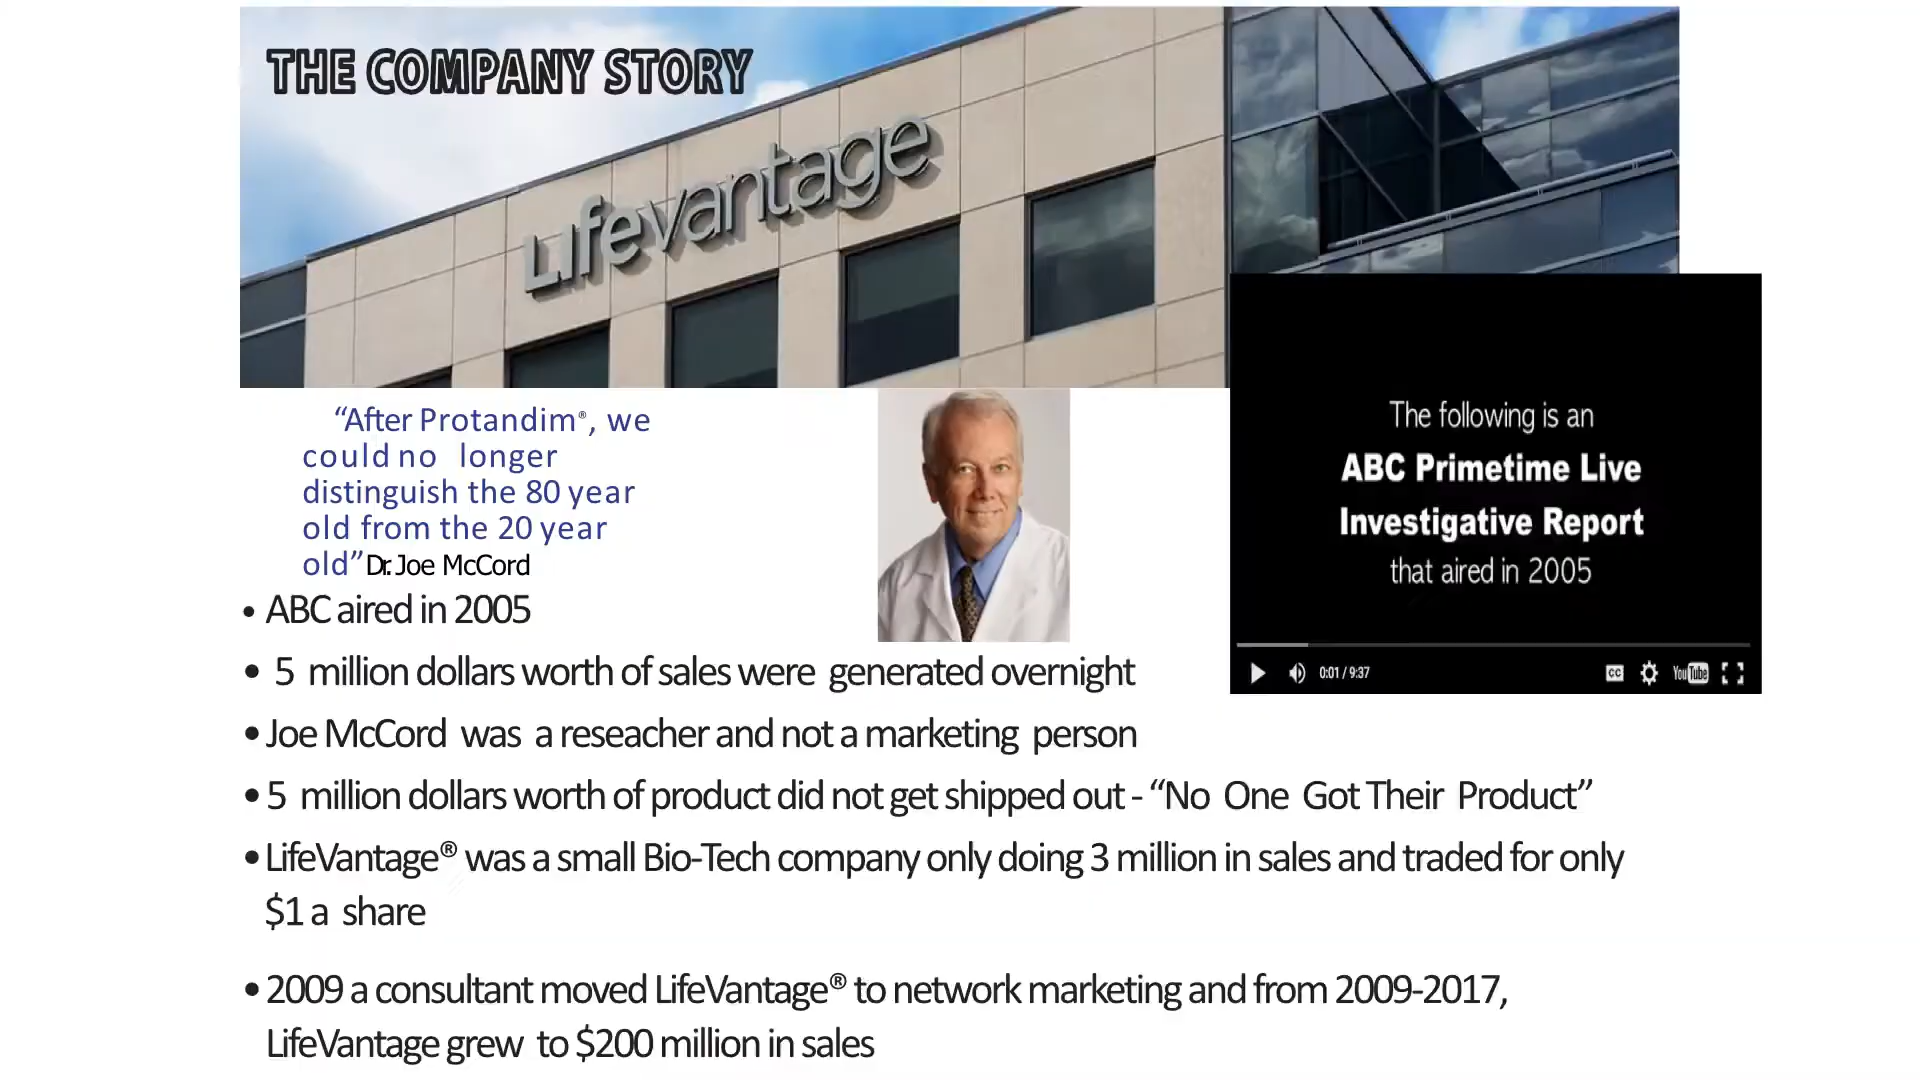 THE COMPANY STORY
Lifevantage
“After Protandim®, we
could no longer
distinguish the 80 year
old from the 20 year
old” Dr. Joe McCord
• ABC aired in 2005
• 5 million dollars worth of sales were generated overnight
• Joe McCord was a reseacher and not a marketing person
• 5 million dollars worth of product did not get shipped out - “No One Got Their Product”
• LifeVantage® was a small Bio-Tech company only doing 3 million in sales and traded for only
$1 a share
• 2009 a consultant moved LifeVantage® to network marketing and from 2009-2017,
LifeVantage grew to $200 million in sales
The following is an
ABC Primetime Live
Investigative Report
that aired in 2005
0:01 / 9:37
CC
YouTube